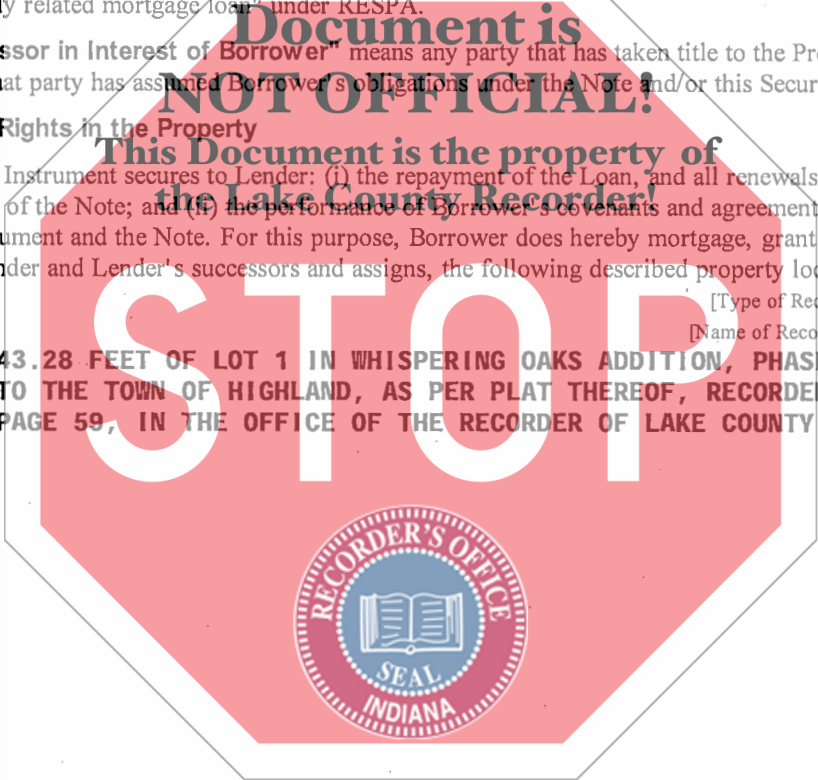 y related mortgage loan" under RESPA.
Document is
ssor in Interest of Borrower" means any party that has taken title to the Pro
at party has assumed Borrower's obligations under the Note and/or this Secur
NOT OFFICIAL!
Rights in the Property
This Document is the property of
Instrument secures to Lender: (i) the repayment of the Loan, and all renewals
the Lake County Recorder!
of the Note; and (ii) the performance of Borrower's covenants and agreement
ument and the Note. For this purpose, Borrower does hereby mortgage, grant
nder and Lender's successors and assigns, the following described property loc
[Type of Rec
[Name of Reco
43.28 FEET OF LOT 1 IN WHISPERING OAKS ADDITION, PHAS
TO THE TOWN OF HIGHLAND, AS PER PLAT THEREOF, RECORDE
PAGE 59, IN THE OFFICE OF THE RECORDER OF LAKE COUNTY
STOP
RECORDER'S OFFICE
SEAL
INDIANA